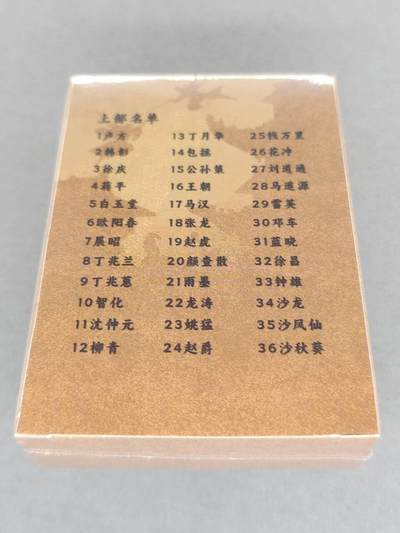 上部名单
1卢方 13丁月华 25钱万里
2韩彰 14包拯 26花冲
3徐庆 15公孙策 27刘道通
4蒋平 16王朝 28马道源
5白玉堂 17马汉 29雷英
6欧阳春 18张龙 30邓车
7展昭 19赵虎 31蓝晓
8丁兆兰 20颜查散 32徐昌
9丁兆蕙 21雨墨 33钟雄
10智化 22龙涛 34沙龙
11沈仲元 23姚猛 35沙凤仙
12柳青 24赵爵 36沙秋葵